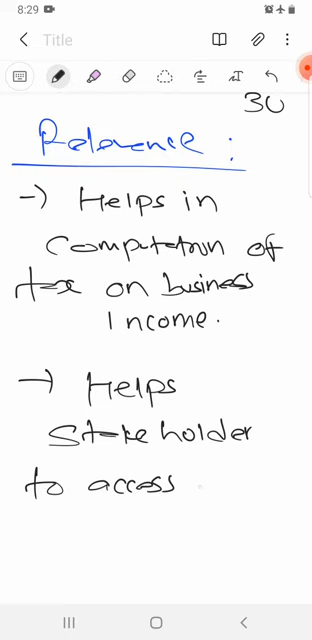 8:29
Title
30
Relevance :
→ Helps in
Computation of
tax on business
Income.
→ Helps
Stakeholder
to access